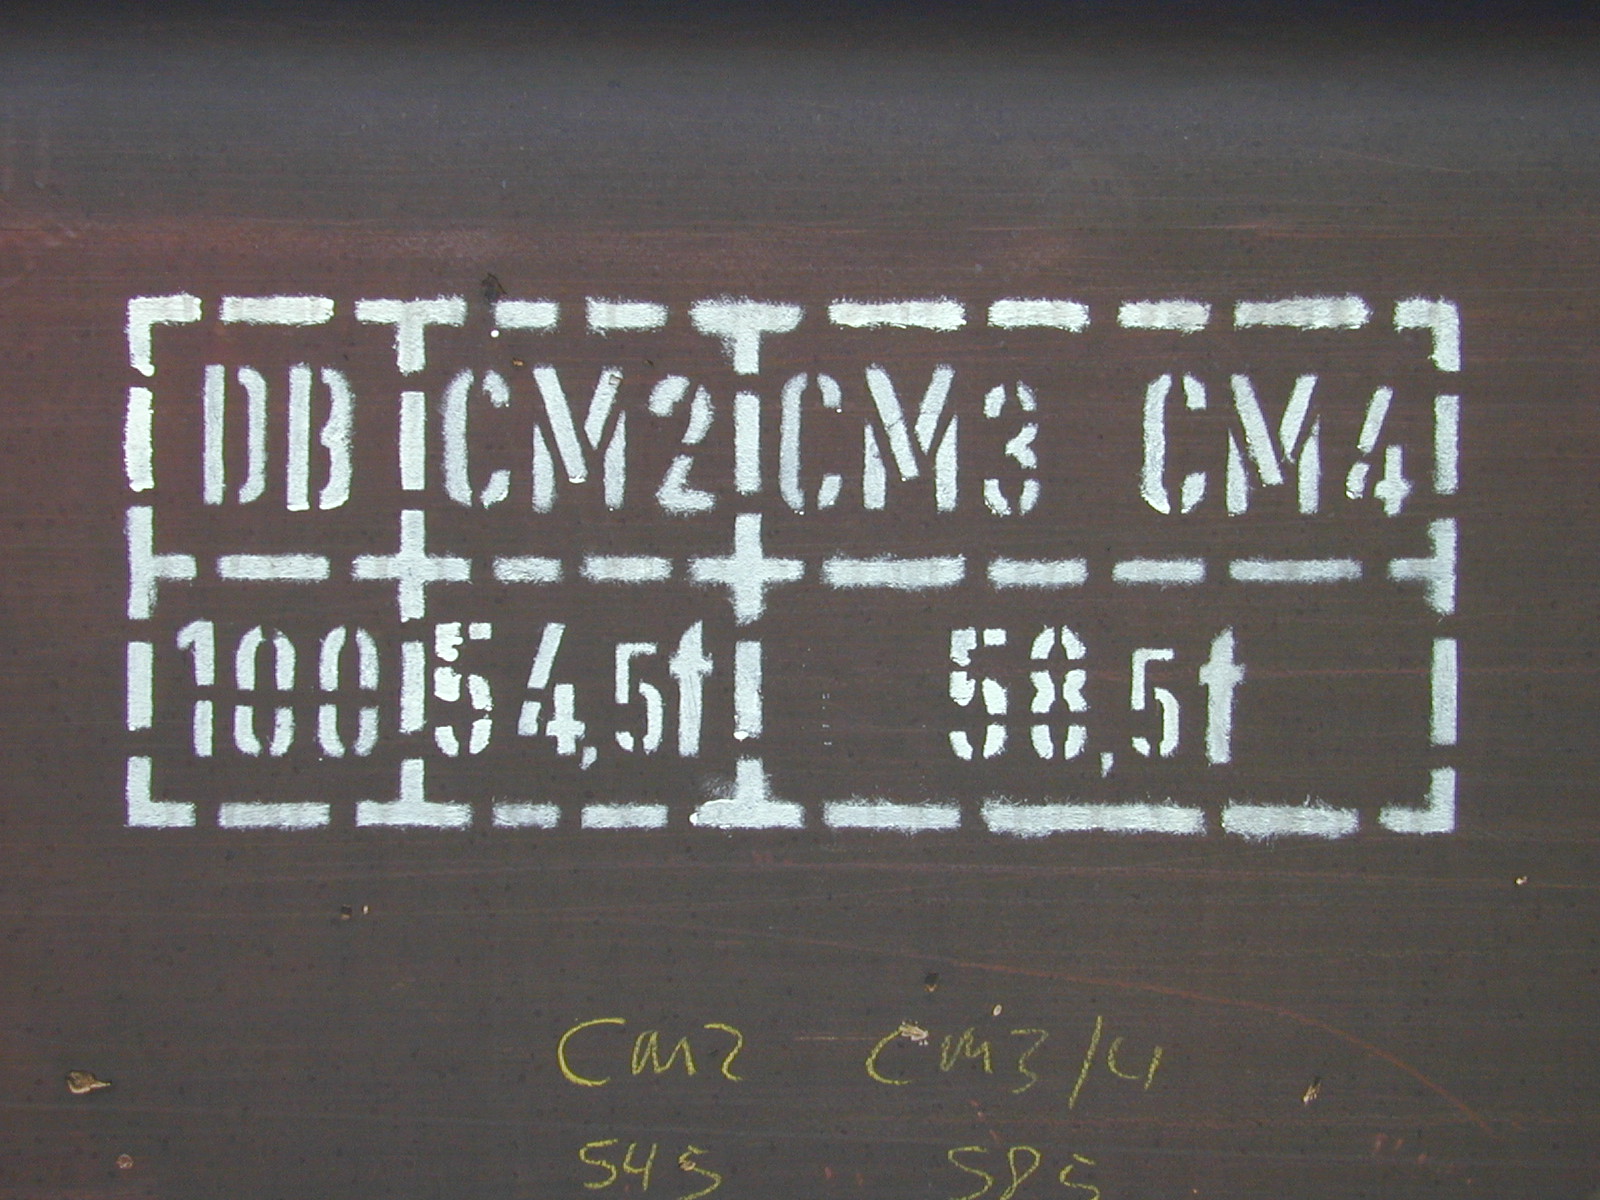 DB CM2 CM3 CM4
100 54,5t 58,5t
CM2 CM3/4
545 585